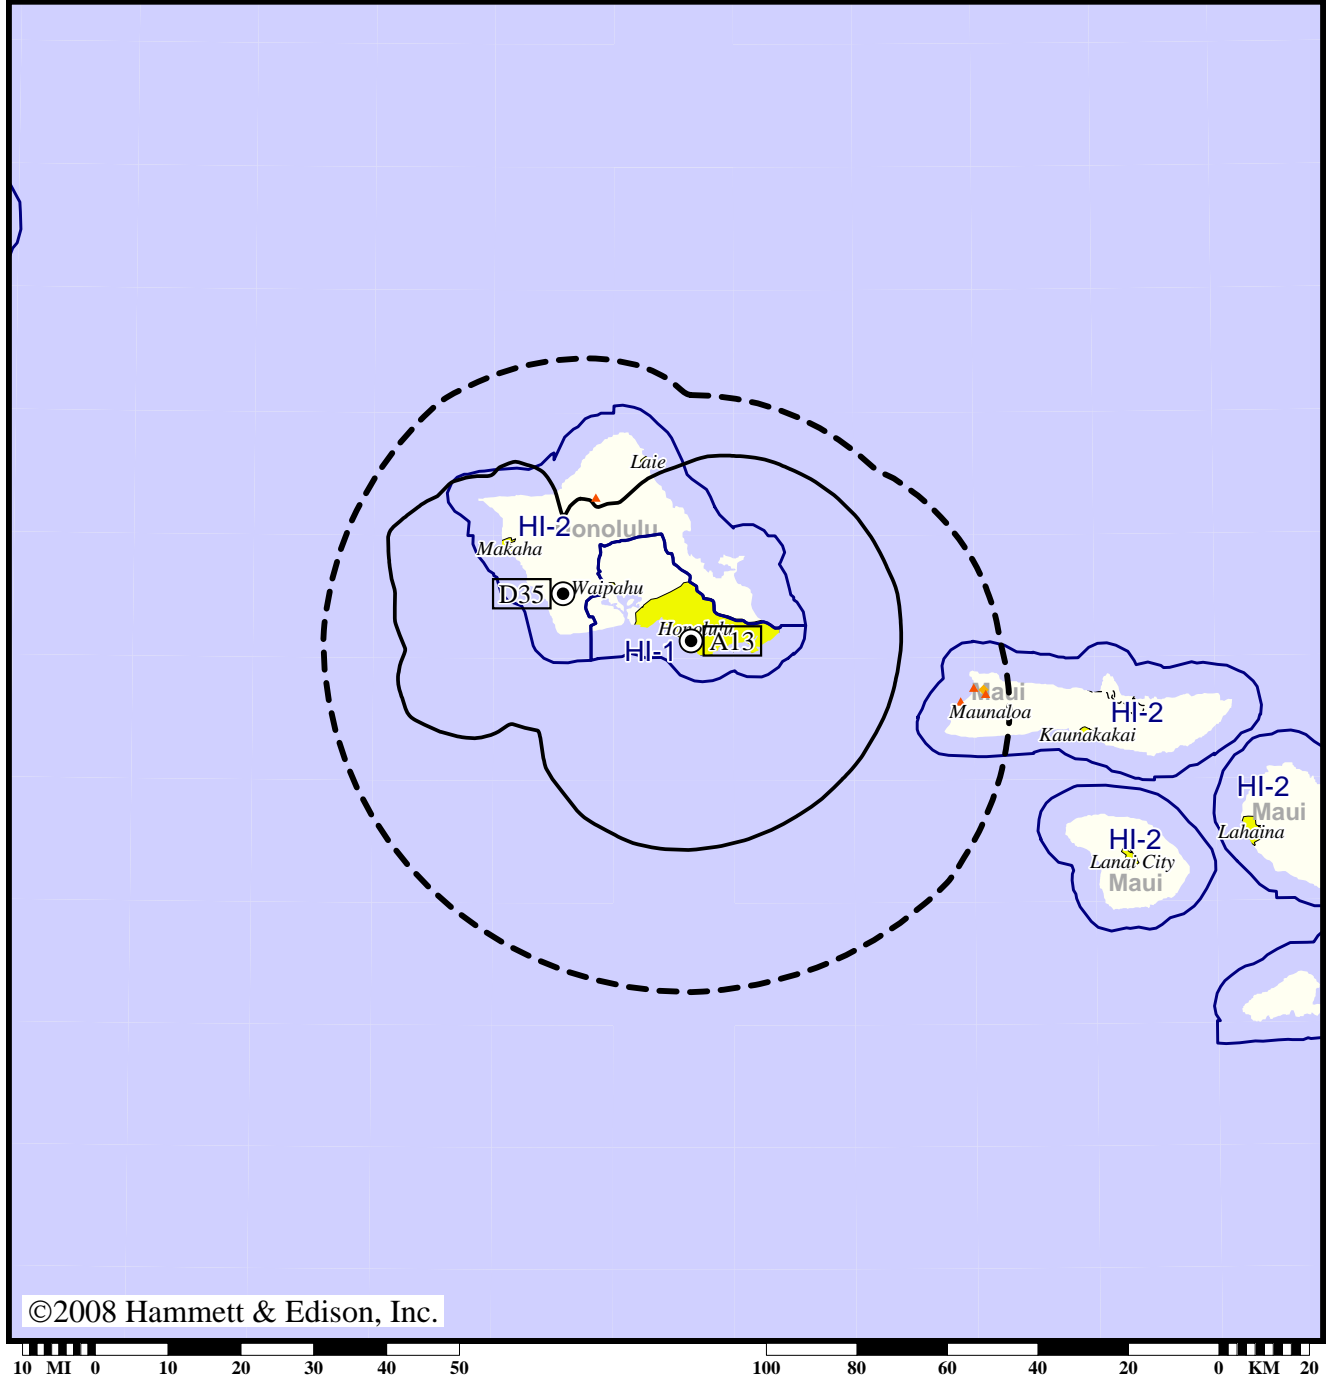 Laie
HI-2
onolulu
Makaha
D35
Waipahu
Honolulu
HI-1
A13
Maui
Maunaloa
HI-2
Kaunakakai
HI-2
Maui
Lahaina
HI-2
Lanai City
Maui
©2008 Hammett & Edison, Inc.
10 MI 0 10 20 30 40 50 100 80 60 40 20 0 KM 20